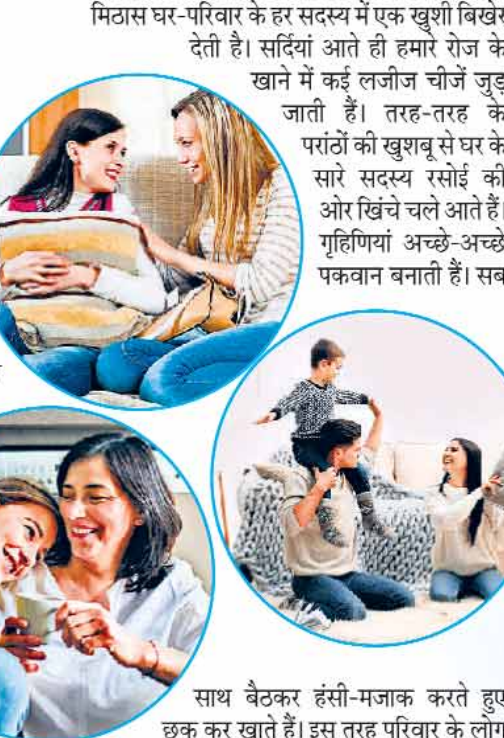 मिठास घर-परिवार के हर सदस्य में एक खुशी बिखेर
देती है। सर्दियां आते ही हमारे रोज के
खाने में कई लजीज चीजें जुड़
जाती हैं। तरह-तरह के
परांठों की खुशबू से घर के
सारे सदस्य रसोई की
ओर खिंचे चले आते हैं।
गृहिणियां अच्छे-अच्छे
पकवान बनाती हैं। सब
साथ बैठकर हंसी-मजाक करते हुए
छक कर खाते हैं। इस तरह परिवार के लोग